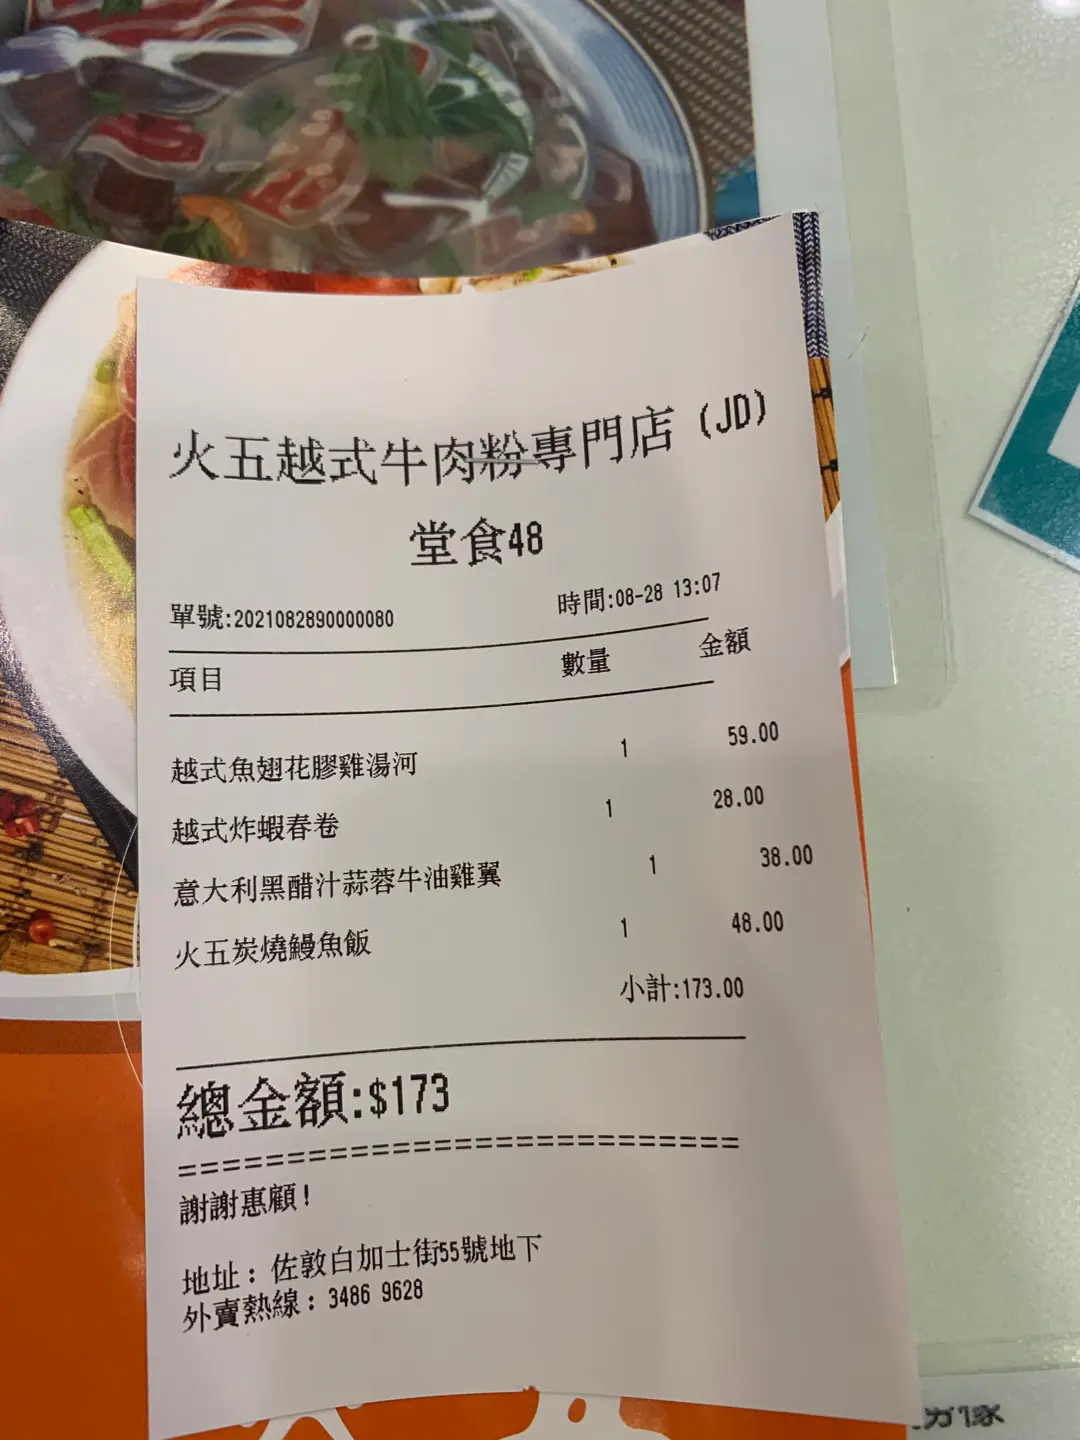 火五越式牛肉粉專門店 (JD)
堂食48
單號:2021082890000080 時間:08-28 13:07
項目 數量 金額
越式魚翅花膠雞湯河 1 59.00
越式炸蝦春卷 1 28.00
意大利黑醋汁蒜蓉牛油雞翼 1 38.00
火五炭燒鰻魚飯 1 48.00
小計:173.00
總金額:$173
==========================
謝謝惠顧!
地址: 佐敦白加士街55號地下
外賣熱線: 3486 9628